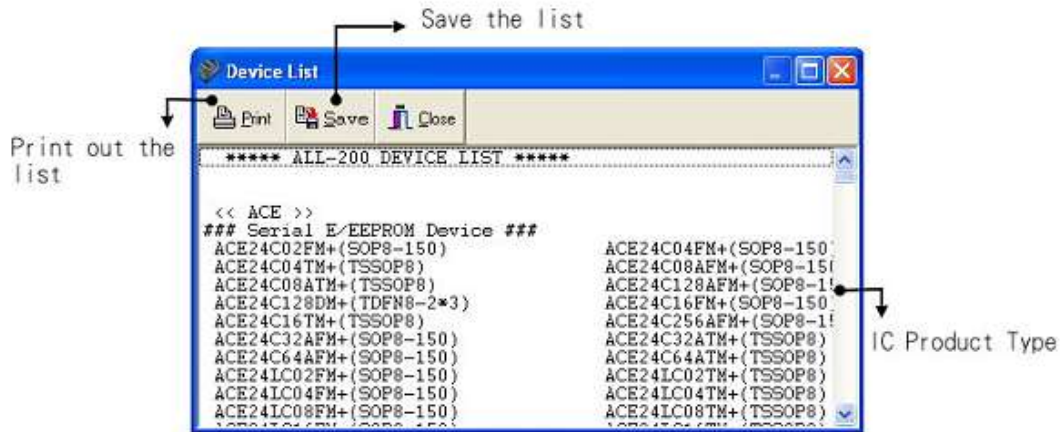 Save the list
Device List
Print Save Close
Print out the
list
***** ALL-200 DEVICE LIST *****
<< ACE >>
### Serial E/EEPROM Device ###
ACE24C02FM+(SOP8-150) ACE24C04FM+(SOP8-150
ACE24C04TM+(TSSOP8) ACE24C08AFM+(SOP8-15
ACE24C08ATM+(TSSOP8) ACE24C128AFM+(SOP8-1
ACE24C128DM+(TDFN8-2*3) ACE24C16FM+(SOP8-150
ACE24C16TM+(TSSOP8) ACE24C256AFM+(SOP8-1
ACE24C32AFM+(SOP8-150) ACE24C32ATM+(TSSOP8)
ACE24C64AFM+(SOP8-150) ACE24C64ATM+(TSSOP8)
ACE24LC02FM+(SOP8-150) ACE24LC02TM+(TSSOP8)
ACE24LC04FM+(SOP8-150) ACE24LC04TM+(TSSOP8)
ACE24LC08FM+(SOP8-150) ACE24LC08TM+(TSSOP8)
IC Product Type